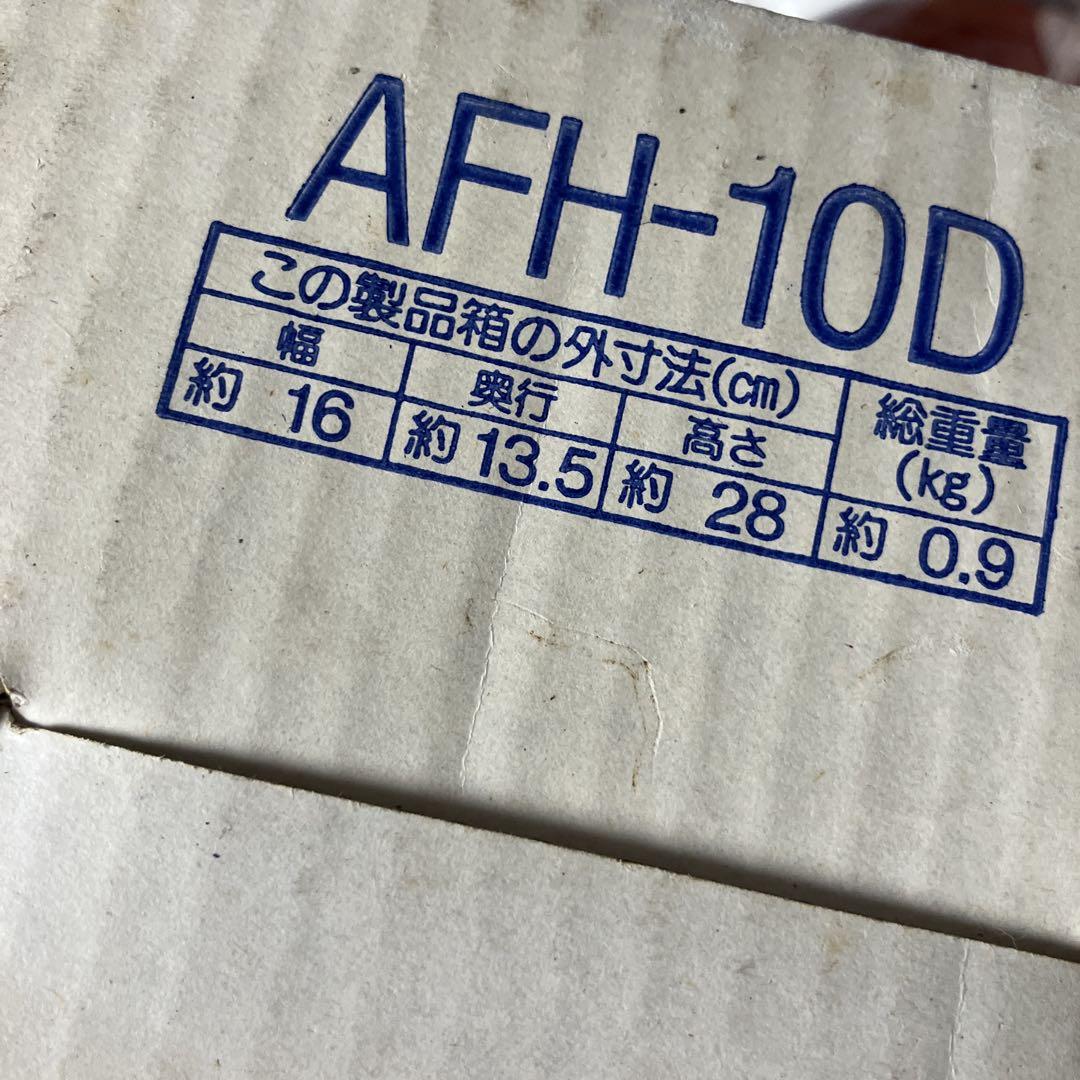 AFH-10D
この製品箱の外寸法(cm)
総重量
(kg)
幅
奥行
高さ
約 16
約 13.5
約 28
約 0.9